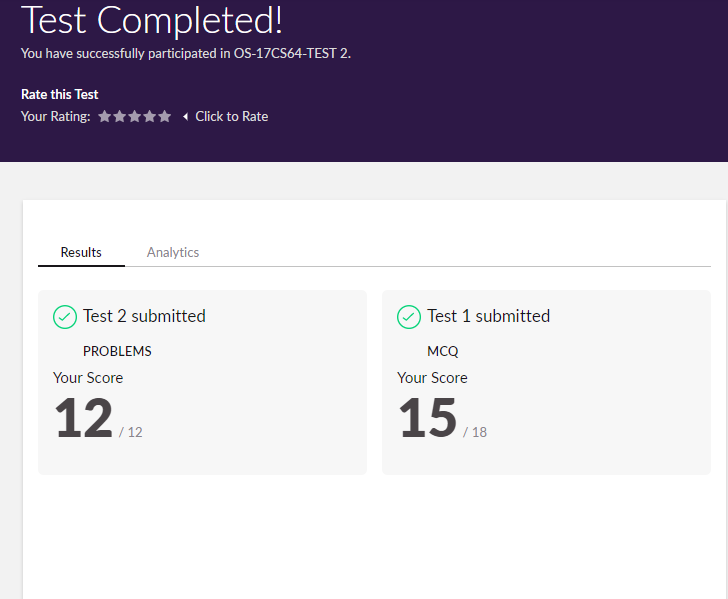 Test Completed!
You have successfully participated in OS-17CS64-TEST 2.
Rate this Test
Your Rating: Click to Rate
Results Analytics
Test 2 submitted
PROBLEMS
Your Score
12 / 12
Test 1 submitted
MCQ
Your Score
15 / 18